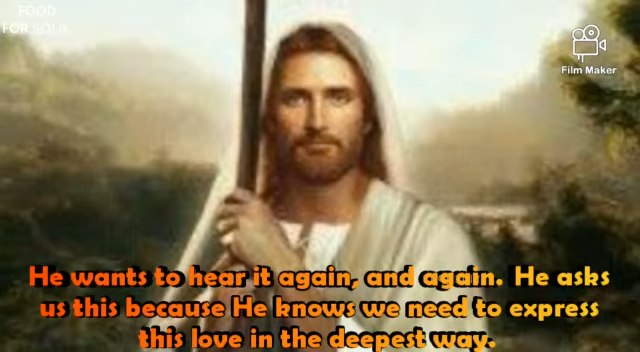 FOOD
FOR SOUL
Film Maker
He wants to hear it again, and again. He asks
us this because He knows we need to express
this love in the deepest way.